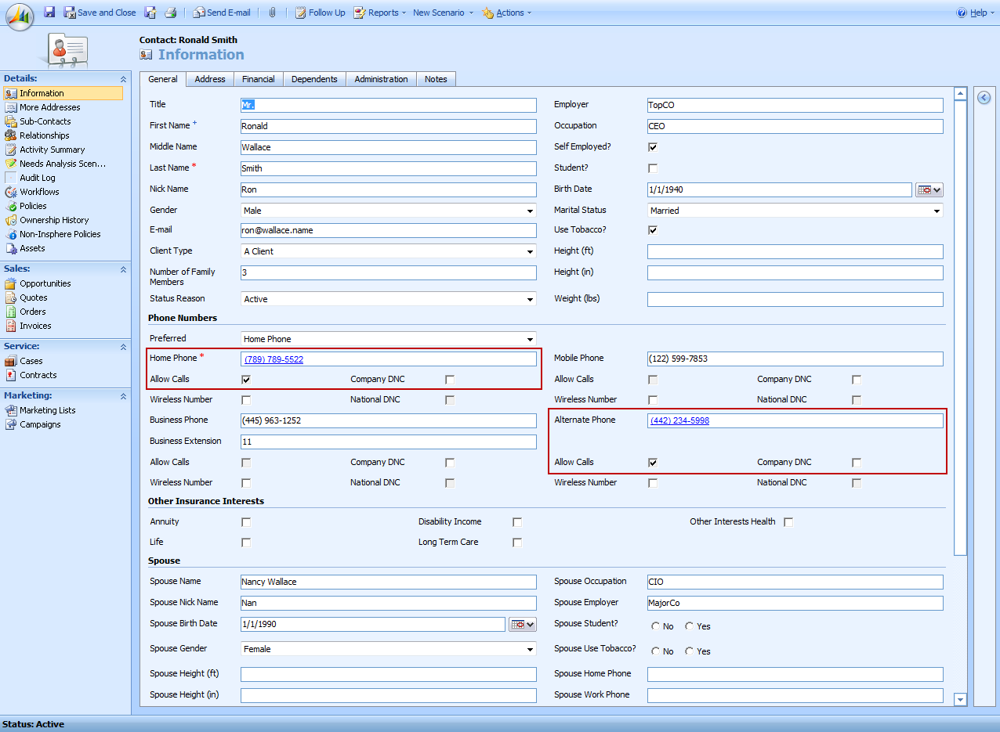 Save and Close Send E-mail Follow Up Reports New Scenario Actions Help
Contact: Ronald Smith
Information
Details:
Information
More Addresses
Sub-Contacts
Relationships
Activity Summary
Needs Analysis Scen...
Audit Log
Workflows
Policies
Ownership History
Non-Insphere Policies
Assets
Sales:
Opportunities
Quotes
Orders
Invoices
Service:
Cases
Contracts
Marketing:
Marketing Lists
Campaigns
General Address Financial Dependents Administration Notes
Title Mr. Employer TopCO
First Name + Ronald Occupation CEO
Middle Name Wallace Self Employed?
Last Name * Smith Student?
Nick Name Ron Birth Date 1/1/1940
Gender Male Marital Status Married
E-mail ron@wallace.name Use Tobacco?
Client Type A Client Height (ft)
Number of Family
Members 3 Height (in)
Status Reason Active Weight (lbs)
Phone Numbers
Preferred Home Phone
Home Phone * (789) 789-5522 Mobile Phone (122) 599-7853
Allow Calls Company DNC Allow Calls Company DNC
Wireless Number National DNC Wireless Number National DNC
Business Phone (445) 963-1252 Alternate Phone (442) 234-5998
Business Extension 11
Allow Calls Company DNC Allow Calls Company DNC
Wireless Number National DNC Wireless Number National DNC
Other Insurance Interests
Annuity Disability Income Other Interests Health
Life Long Term Care
Spouse
Spouse Name Nancy Wallace Spouse Occupation CIO
Spouse Nick Name Nan Spouse Employer MajorCo
Spouse Birth Date 1/1/1990 Spouse Student? No Yes
Spouse Gender Female Spouse Use Tobacco? No Yes
Spouse Height (ft) Spouse Home Phone
Spouse Height (in) Spouse Work Phone
Status: Active